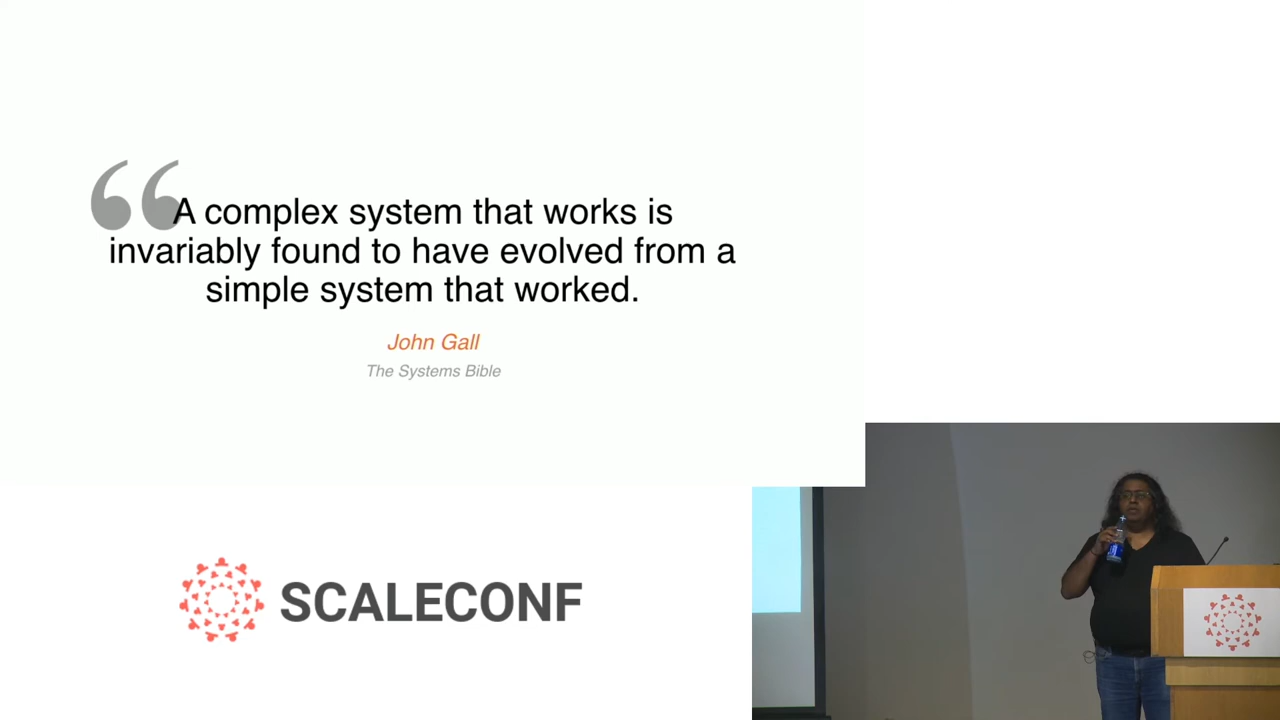 “A complex system that works is
invariably found to have evolved from a
simple system that worked.
John Gall
The Systems Bible
SCALECONF